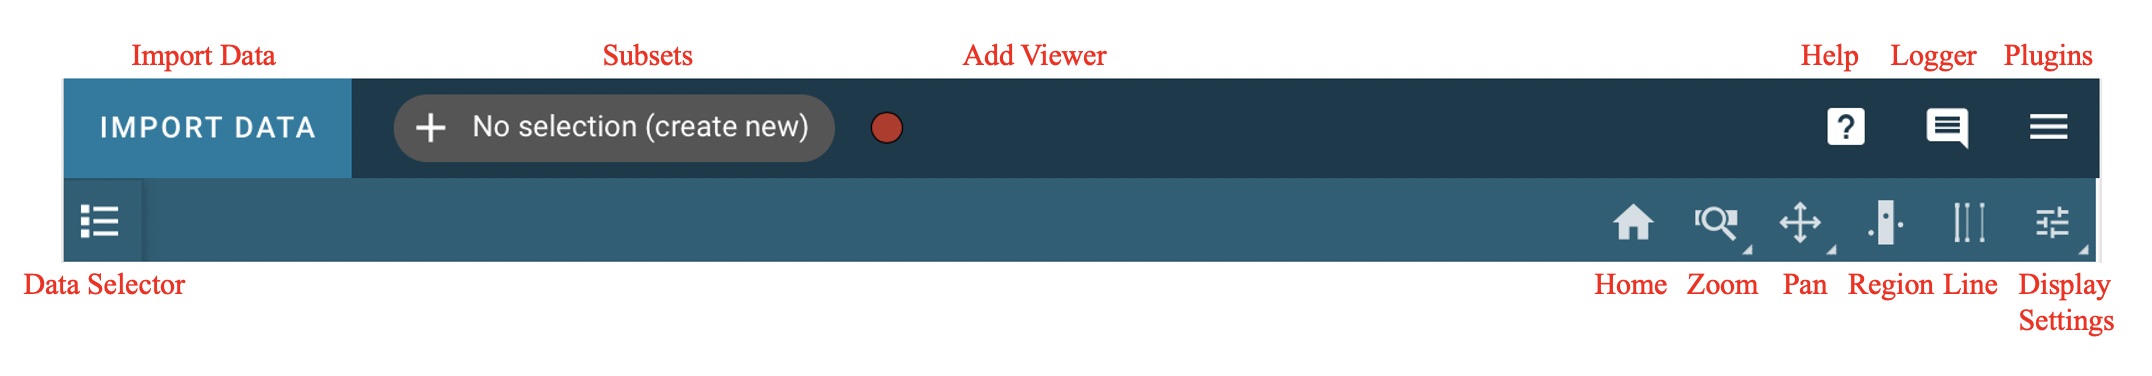 Import Data Subsets Add Viewer Help Logger Plugins
IMPORT DATA No selection (create new)
Data Selector Home Zoom Pan Region Line Display
Settings